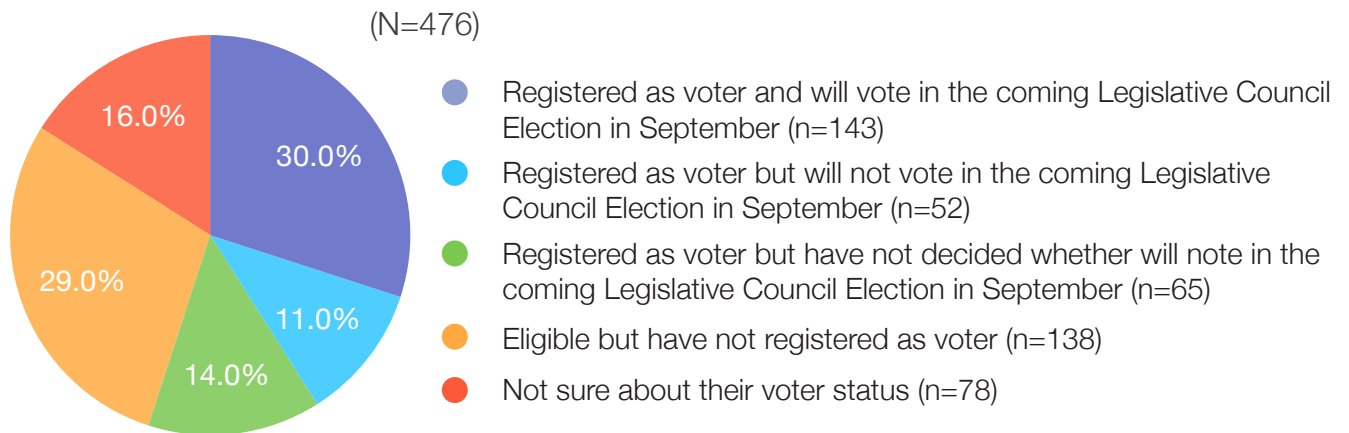 (N=476)
16.0%
30.0%
29.0%
11.0%
14.0%
Registered as voter and will vote in the coming Legislative Council
Election in September (n=143)
Registered as voter but will not vote in the coming Legislative
Council Election in September (n=52)
Registered as voter but have not decided whether will note in the
coming Legislative Council Election in September (n=65)
Eligible but have not registered as voter (n=138)
Not sure about their voter status (n=78)